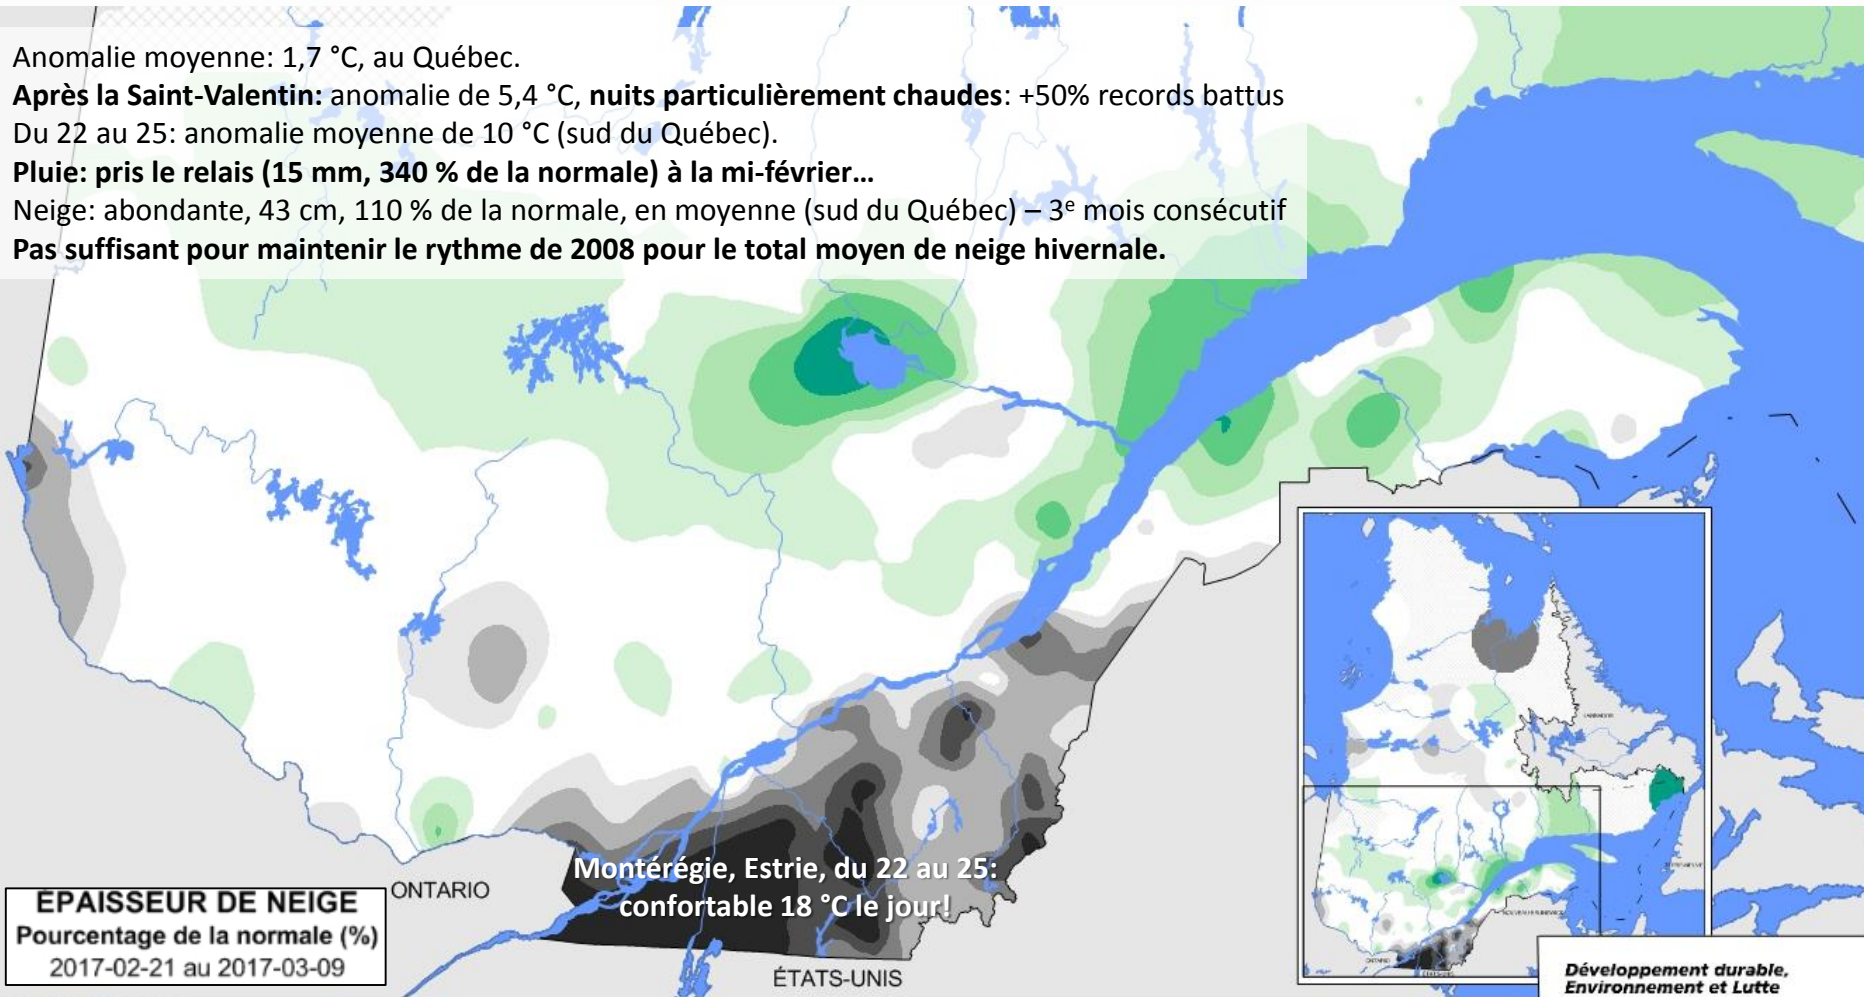 Anomalie moyenne: 1,7 °C, au Québec.
Après la Saint-Valentin: anomalie de 5,4 °C, nuits particulièrement chaudes: +50% records battus
Du 22 au 25: anomalie moyenne de 10 °C (sud du Québec).
Pluie: pris le relais (15 mm, 340 % de la normale) à la mi-février…
Neige: abondante, 43 cm, 110 % de la normale, en moyenne (sud du Québec) – 3e mois consécutif
Pas suffisant pour maintenir le rythme de 2008 pour le total moyen de neige hivernale.
Montérégie, Estrie, du 22 au 25:
confortable 18 °C le jour!
ONTARIO
ÉTATS-UNIS
ÉPAISSEUR DE NEIGE
Pourcentage de la normale (%)
2017-02-21 au 2017-03-09
ONTARIO
Développement durable,
Environnement et Lutte